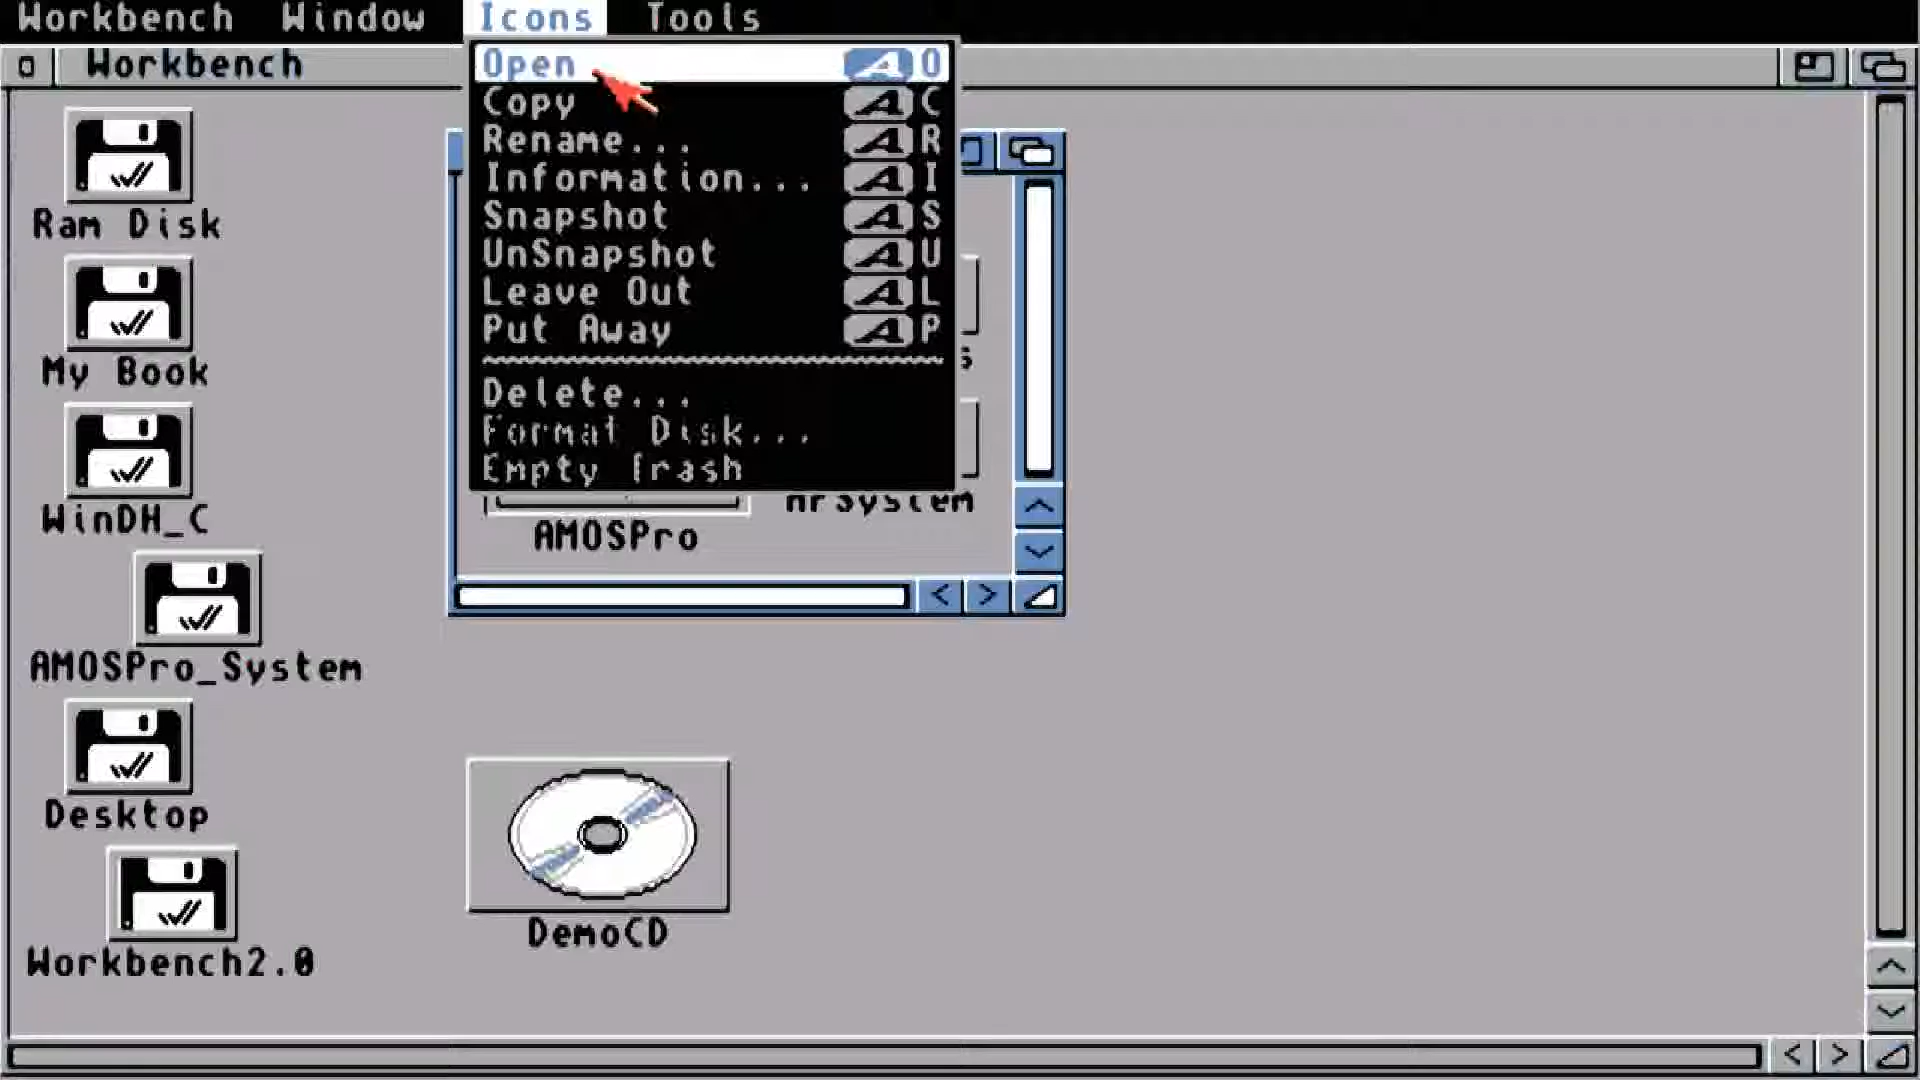 Workbench Window Icons Tools
Workbench
Open A O
Copy A C
Rename... A R
Information... A I
Snapshot A S
UnSnapshot A U
Leave Out A L
Put Away A P
Delete...
Format Disk...
Empty Trash
AMOSPro
Ram Disk
My Book
WinDH_C
AMOSPro_System
Desktop
Workbench2.0
DemoCD